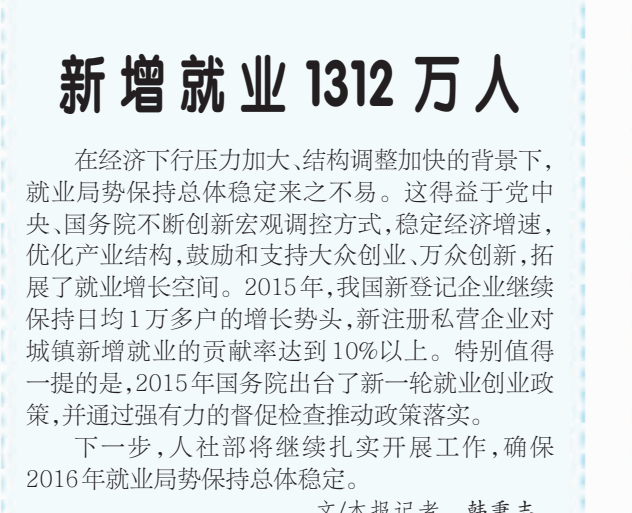 新增就业1312万人
在经济下行压力加大、结构调整加快的背景下,
就业局势保持总体稳定来之不易。这得益于党中
央、国务院不断创新宏观调控方式,稳定经济增速,
优化产业结构,鼓励和支持大众创业、万众创新,拓
展了就业增长空间。2015年,我国新登记企业继续
保持日均1万多户的增长势头,新注册私营企业对
城镇新增就业的贡献率达到10%以上。特别值得
一提的是,2015年国务院出台了新一轮就业创业政
策,并通过强有力的督促检查推动政策落实。
下一步,人社部将继续扎实开展工作,确保
2016年就业局势保持总体稳定。
文/本报记者 韩秉志